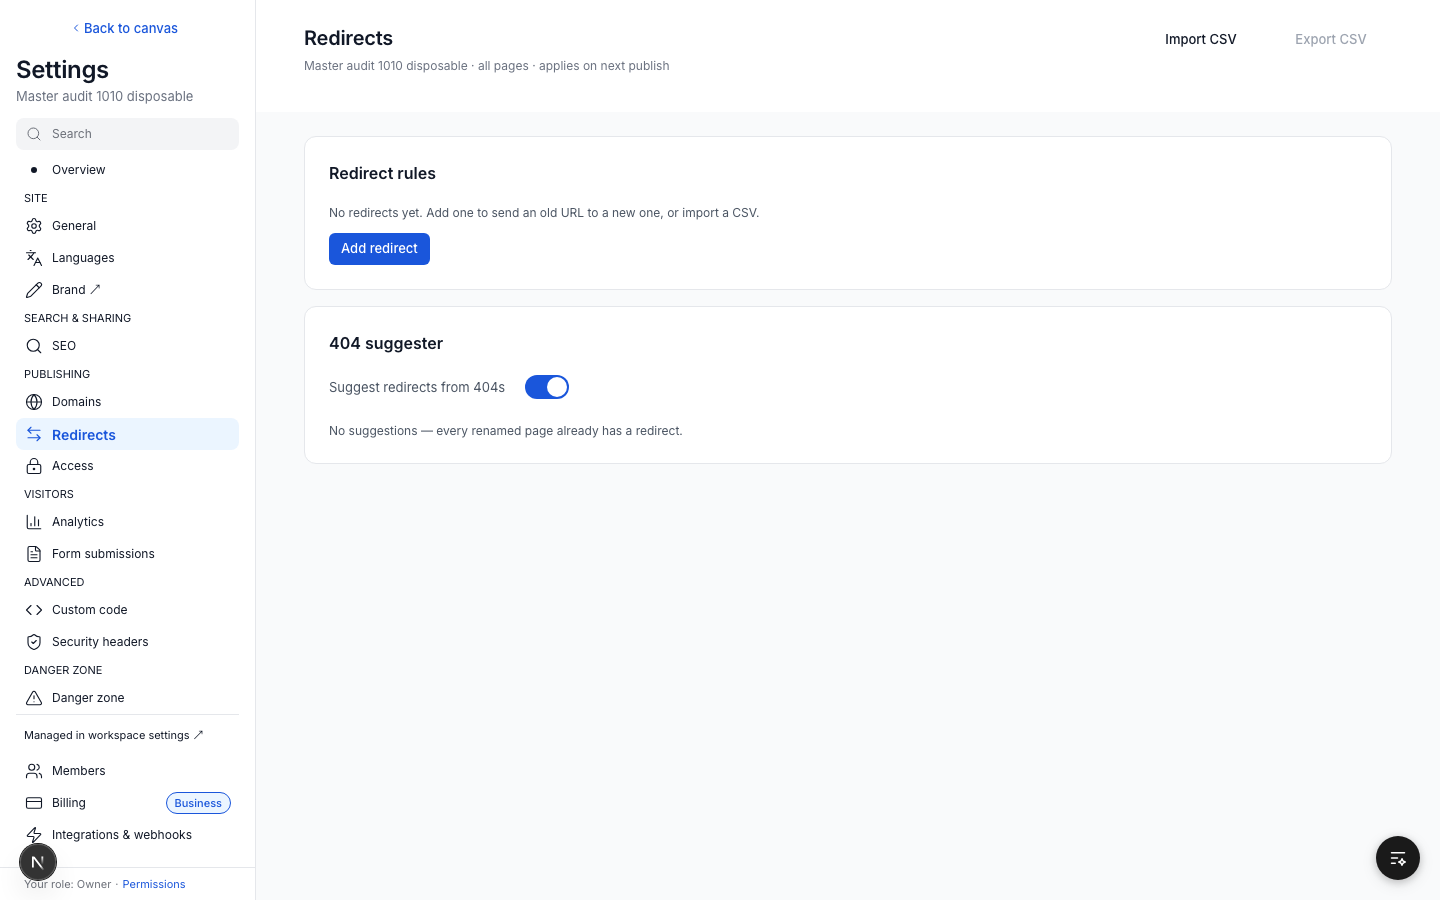 Back to canvas
Settings
Master audit 1010 disposable
Search
Overview
SITE
General
Languages
Brand ↗
SEARCH & SHARING
SEO
PUBLISHING
Domains
Redirects
Access
VISITORS
Analytics
Form submissions
ADVANCED
Custom code
Security headers
DANGER ZONE
Danger zone
Managed in workspace settings ↗
Members
Billing Business
Integrations & webhooks
N
Your role: Owner · Permissions
Redirects
Master audit 1010 disposable · all pages · applies on next publish
Import CSV Export CSV
Redirect rules
No redirects yet. Add one to send an old URL to a new one, or import a CSV.
Add redirect
404 suggester
Suggest redirects from 404s
No suggestions — every renamed page already has a redirect.